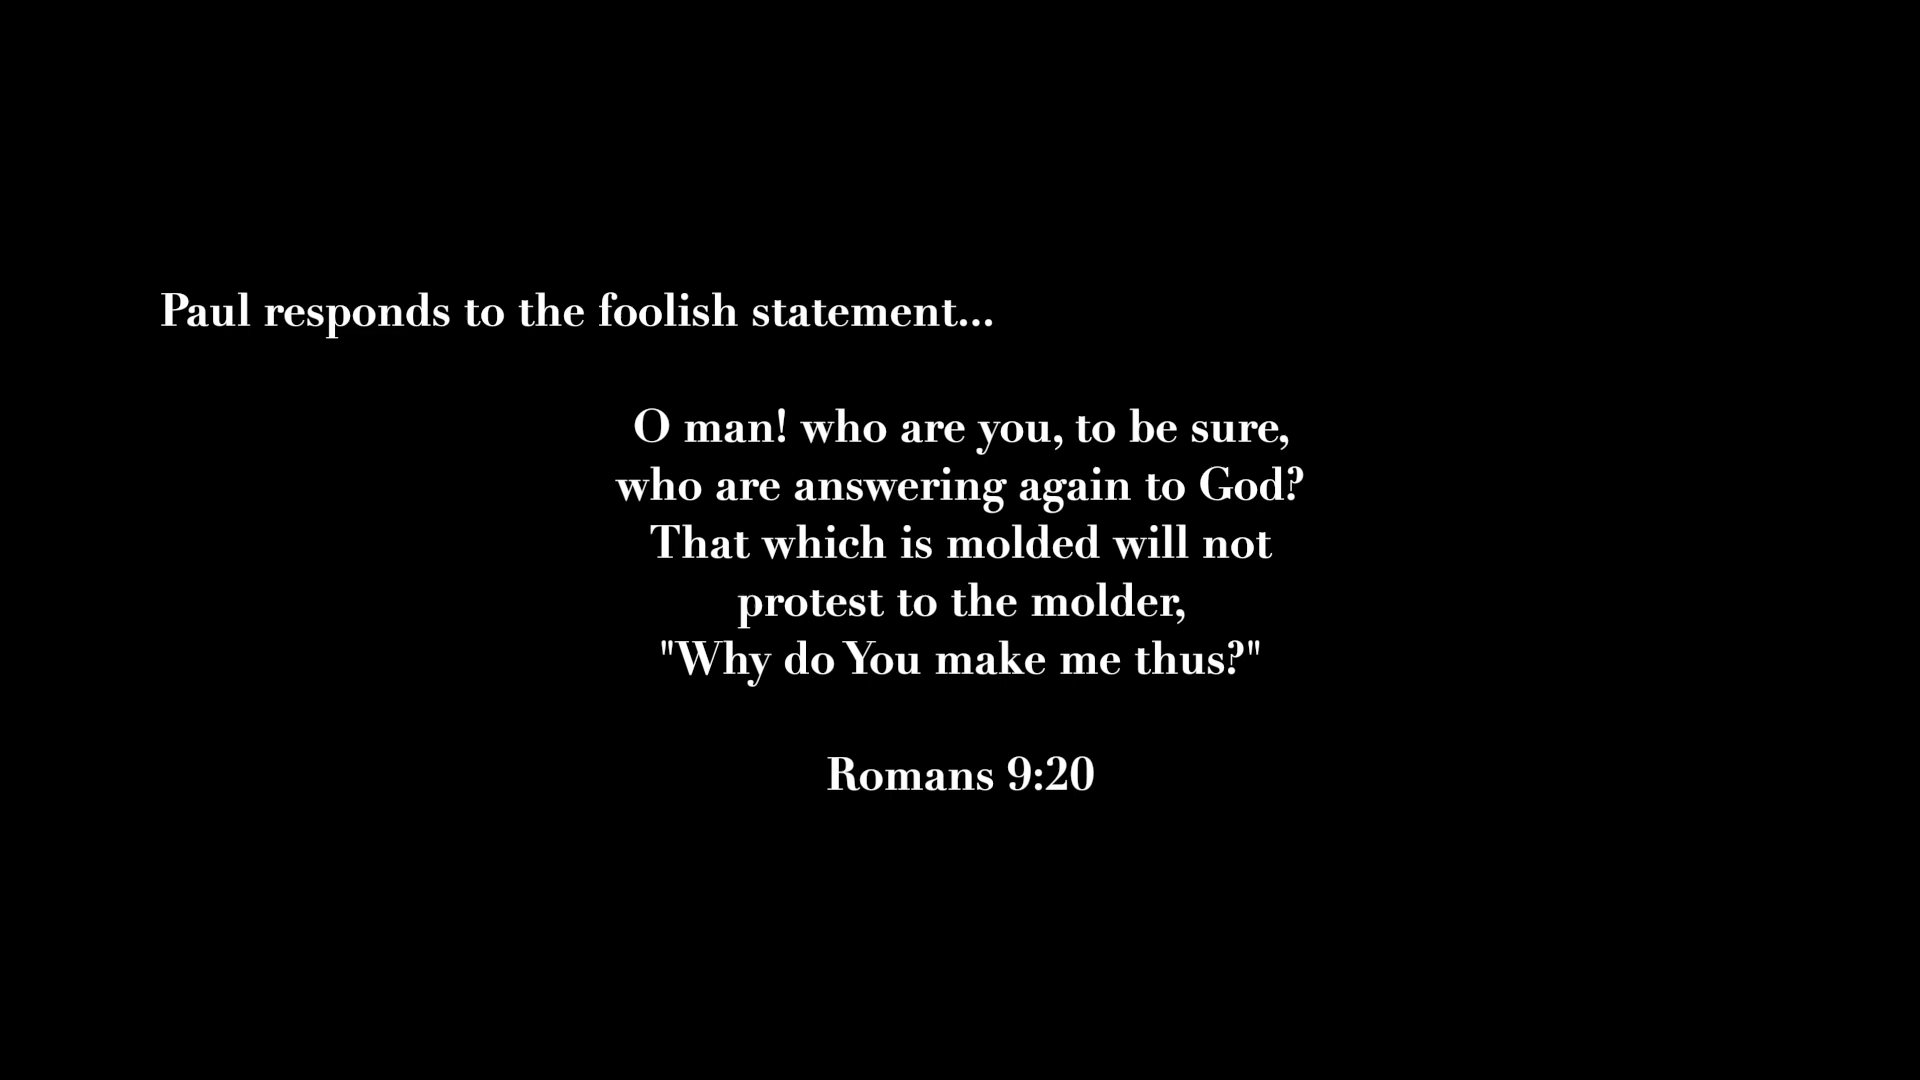 Paul responds to the foolish statement...
O man! who are you, to be sure,
who are answering again to God?
That which is molded will not
protest to the molder,
"Why do You make me thus?"
Romans 9:20